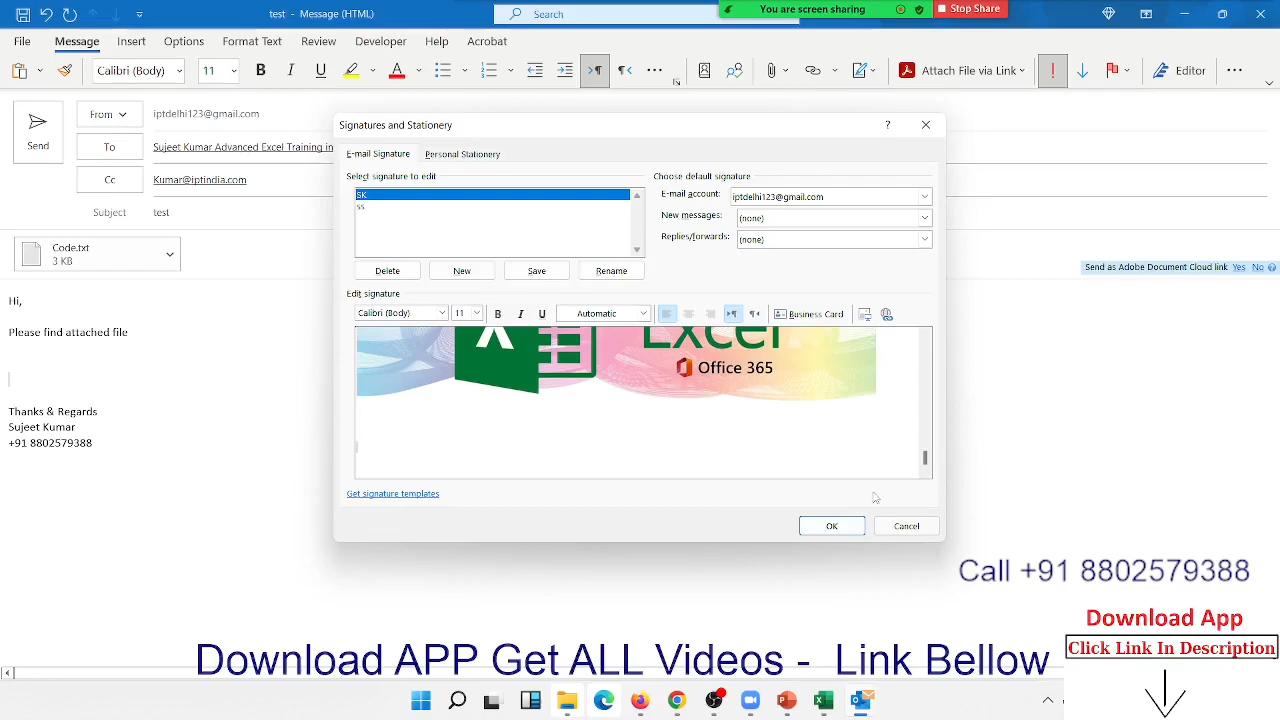 test - Message (HTML)
Search
You are screen sharing
Stop Share
File Message Insert Options Format Text Review Developer Help Acrobat
Calibri (Body) 11 B I U A Attach File via Link Editor
Send
From iptdelhi123@gmail.com
To Sujeet Kumar Advanced Excel Training in
Cc Kumar@iptindia.com
Subject test
Code.txt
3 KB
Send as Adobe Document Cloud link Yes No
Hi,
Please find attached file
Thanks & Regards
Sujeet Kumar
+91 8802579388
Signatures and Stationery
E-mail Signature Personal Stationery
Select signature to edit
SK
ss
Delete New Save Rename
Choose default signature
E-mail account: iptdelhi123@gmail.com
New messages: (none)
Replies/forwards: (none)
Edit signature
Calibri (Body) 11 B I U Automatic Business Card
X Excel
Office 365
Get signature templates
OK Cancel
Call +91 8802579388
Download App
Click Link In Description
Download APP Get ALL Videos - Link Bellow